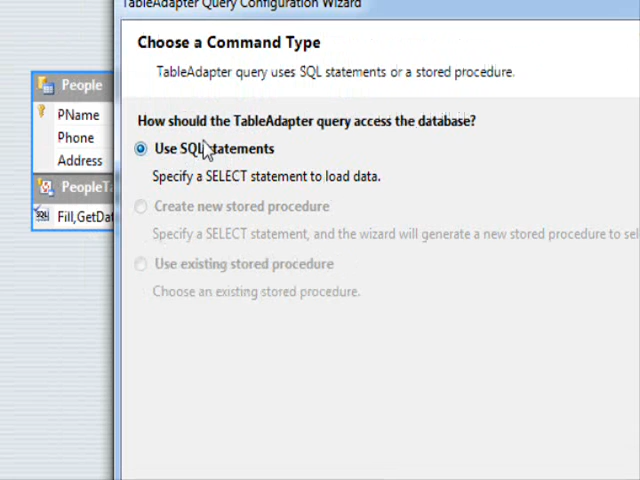 TableAdapter Query Configuration Wizard
Choose a Command Type
TableAdapter query uses SQL statements or a stored procedure.
How should the TableAdapter query access the database?
Use SQL statements
Specify a SELECT statement to load data.
Create new stored procedure
Specify a SELECT statement, and the wizard will generate a new stored procedure to sel
Use existing stored procedure
Choose an existing stored procedure.
People
PName
Phone
Address
PeopleTa
SQL
Fill,GetDat